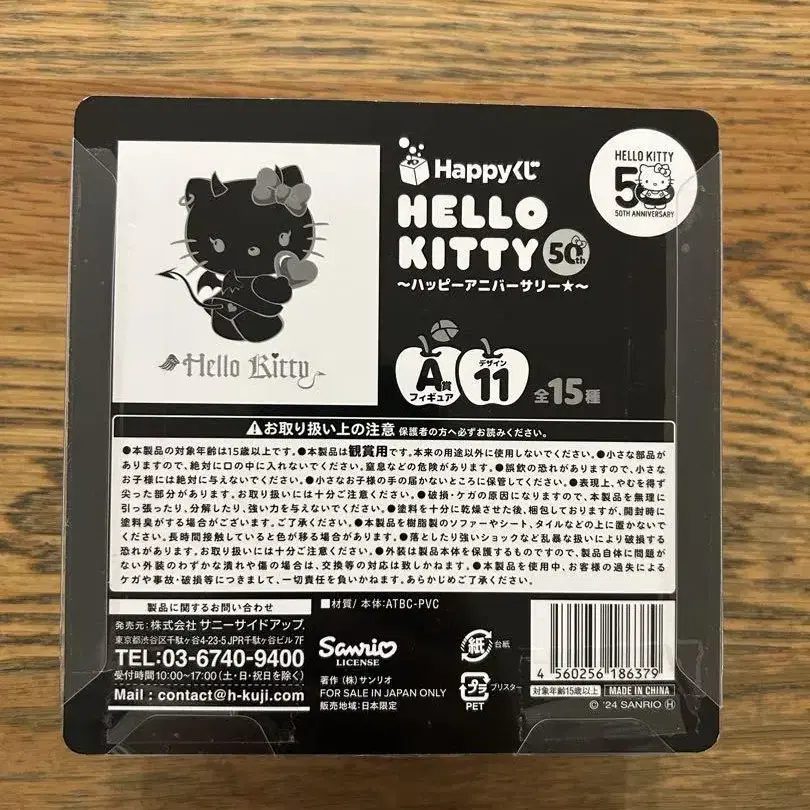 Happyくじ
HELLO
KITTY 50th
～ハッピーアニバーサリー★～
HELLO KITTY
50
50TH ANNIVERSARY
Hello Kitty
A賞
フィギュア
デザイン
11
全15種
⚠お取り扱い上の注意 保護者の方へ必ずお読みください。
●本製品の対象年齢は15歳以上です。●本製品は観賞用です。本来の用途以外に使用しないでください。●小さな部品が
ありますので、絶対に口の中に入れないでください。窒息などの危険があります。●誤飲の恐れがありますので、小さな
お子様には絶対に与えないでください。●小さなお子様の手の届かないところに保管してください。●表現上、やむを得ず
尖った部分があります。お取り扱いには十分ご注意ください。●破損・ケガの原因になりますので、本製品を無理に
引っ張ったり、分解したり、強い力を与えないでください。●塗料を十分に乾燥させた後、梱包しておりますが、開封時に
塗料臭がする場合がございます。ご了承ください。●本製品を樹脂製のソファーやシート、タイルなどの上に置かないで
ください。長時間接触していると色が移る場合があります。●落としたり強いショックなど乱暴な扱いにより破損する
恐れがあります。お取り扱いには十分ご注意ください。●外装は製品本体を保護するものですので、製品自体に問題が
ない外装のわずかな潰れや傷の場合は、交換等の対応は致しかねます。●本製品を使用中、お客様の過失による
ケガや事故・破損等につきまして、一切責任を負いかねます。あらかじめご了承ください。
製品に関するお問い合わせ
発売元：株式会社 サニーサイドアップ
東京都渋谷区千駄ヶ谷4-23-5 JPR千駄ヶ谷ビル 7F
TEL:03-6740-9400
受付時間10:00～17:00(土・日・祝日を除く)
Mail : contact@h-kuji.com
■材質/ 本体：ATBC-PVC
Sanrio
LICENSE
著作 (株)サンリオ
FOR SALE IN JAPAN ONLY
販売地域：日本限定
紙 台紙
プラ ブリスター
PET
4 560256 186379
対象年齢15歳以上
MADE IN CHINA
© '24 SANRIO Ⓗ